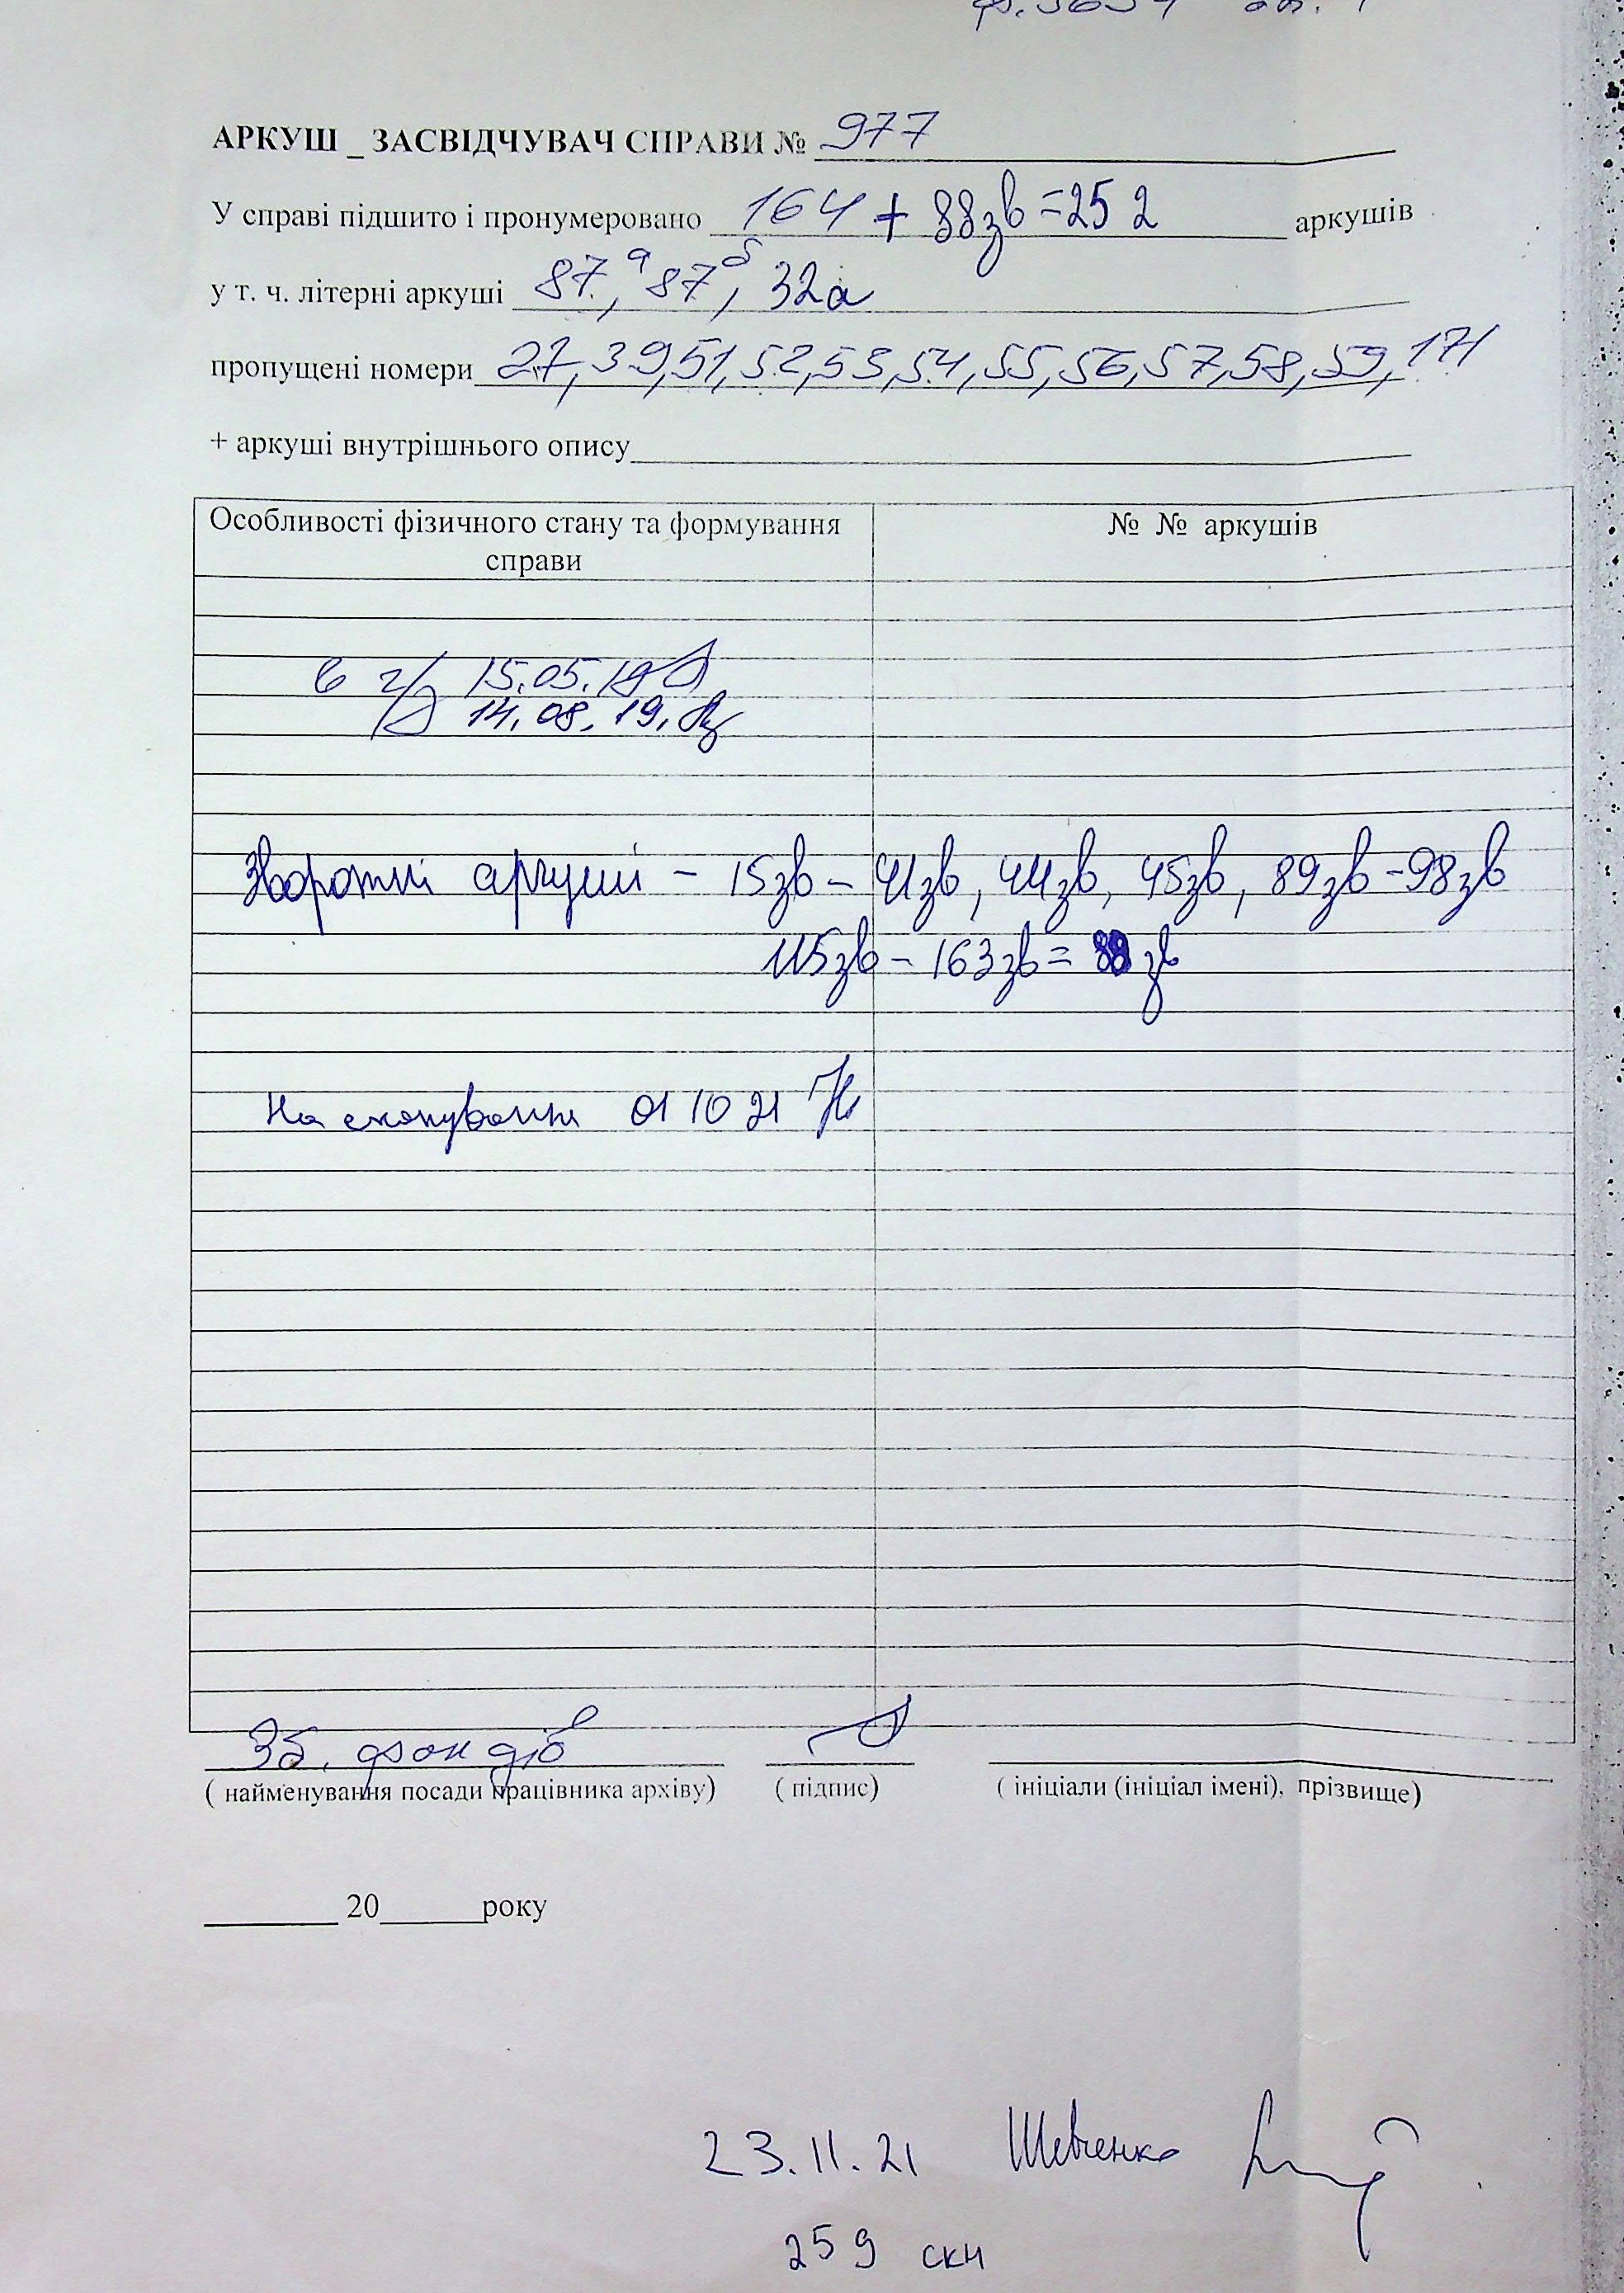 АРКУШ _ ЗАСВІДЧУВАЧ СПРАВИ № 977
У справі підшито і пронумеровано 164 + 88зв = 252 аркушів
у т. ч. літерні аркуші 87а, 87б, 32а
пропущені номери 27, 39, 51, 52, 53, 54, 55, 56, 57, 58, 59, 171
+ аркуші внутрішнього опису
Особливості фізичного стану та формування справи
№ № аркушів
в г/ 15.05.19
14.08.19.
Зворотні аркуші - 15зв - 41зв, 44зв, 45зв, 89зв - 98зв
115зв - 163зв = 88 зв
На сканування 01 10 21
Зб. фондів
( найменування посади працівника архіву) ( підпис) ( ініціали (ініціал імені), прізвище)
20 року
23.11.21 Шевченко
259 скн